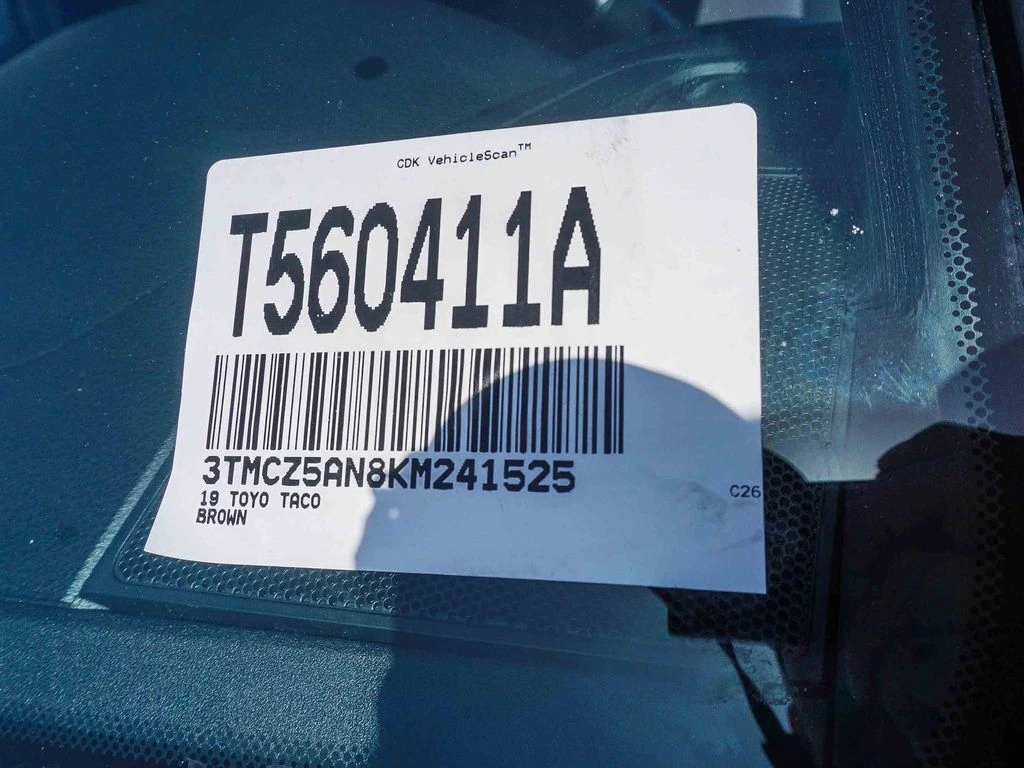 CDK VehicleScan™
T560411A
3TMCZ5AN8KM241525
19 TOYO TACO
BROWN
C26